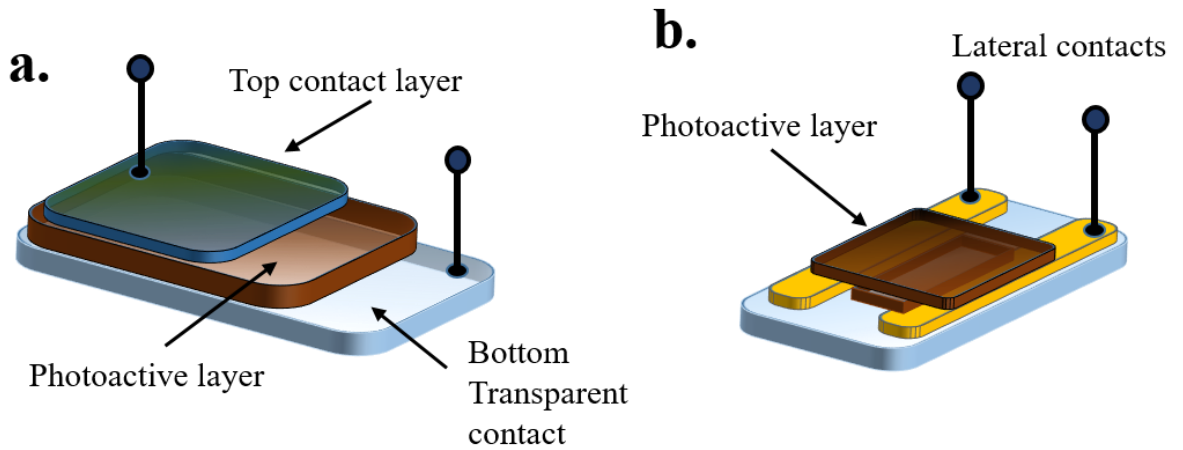 a.
Top contact layer
Photoactive layer
Bottom
Transparent
contact
b.
Lateral contacts
Photoactive layer